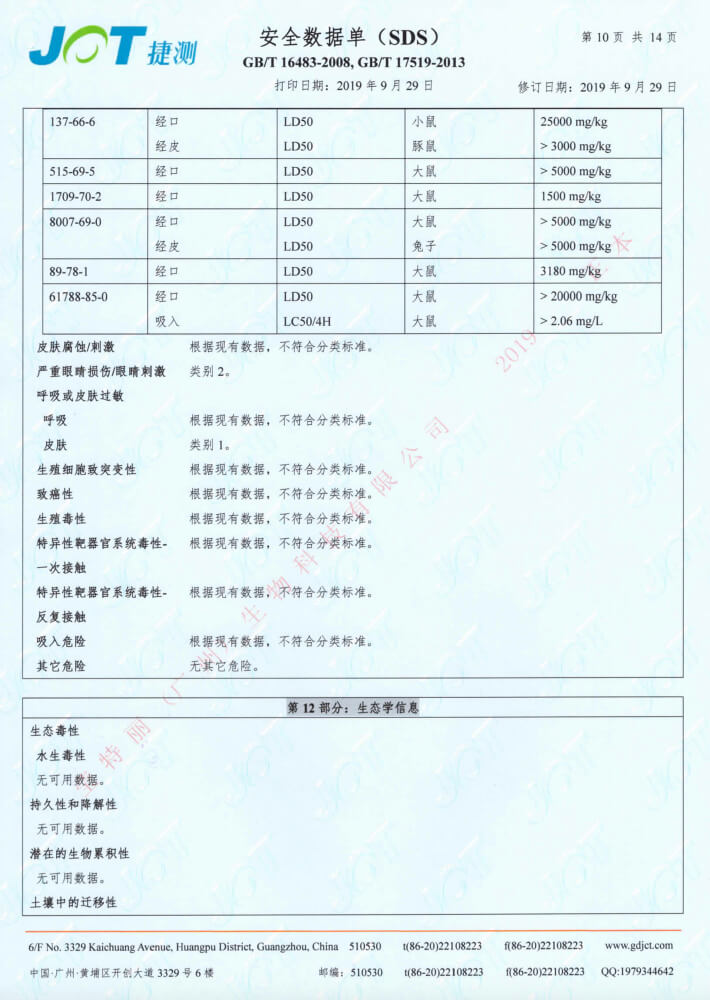 JCT 捷测
安全数据单（SDS）
GB/T 16483-2008, GB/T 17519-2013
打印日期：2019 年 9 月 29 日
第 10 页 共 14 页
修订日期：2019 年 9 月 29 日
137-66-6 经口 LD50 小鼠 25000 mg/kg
经皮 LD50 豚鼠 > 3000 mg/kg
515-69-5 经口 LD50 大鼠 > 5000 mg/kg
1709-70-2 经口 LD50 大鼠 1500 mg/kg
8007-69-0 经口 LD50 大鼠 > 5000 mg/kg
经皮 LD50 兔子 > 5000 mg/kg
89-78-1 经口 LD50 大鼠 3180 mg/kg
61788-85-0 经口 LD50 大鼠 > 20000 mg/kg
吸入 LC50/4H 大鼠 > 2.06 mg/L
皮肤腐蚀/刺激 根据现有数据，不符合分类标准。
严重眼睛损伤/眼睛刺激 类别 2。
呼吸或皮肤过敏
呼吸 根据现有数据，不符合分类标准。
皮肤 类别 1。
生殖细胞致突变性 根据现有数据，不符合分类标准。
致癌性 根据现有数据，不符合分类标准。
生殖毒性 根据现有数据，不符合分类标准。
特异性靶器官系统毒性- 根据现有数据，不符合分类标准。
一次接触
特异性靶器官系统毒性- 根据现有数据，不符合分类标准。
反复接触
吸入危险 根据现有数据，不符合分类标准。
其它危险 无其它危险。
特丽（广州）生物科技有限公司
2019
本
第 12 部分：生态学信息
生态毒性
水生毒性
无可用数据。
持久性和降解性
无可用数据。
潜在的生物累积性
无可用数据。
土壤中的迁移性
6/F No. 3329 Kaichuang Avenue, Huangpu District, Guangzhou, China 510530 t(86-20)22108223 f(86-20)22108223 www.gdjct.com
中国·广州·黄埔区开创大道 3329 号 6 楼 邮编：510530 t(86-20)22108223 f(86-20)22108223 QQ:1979344642